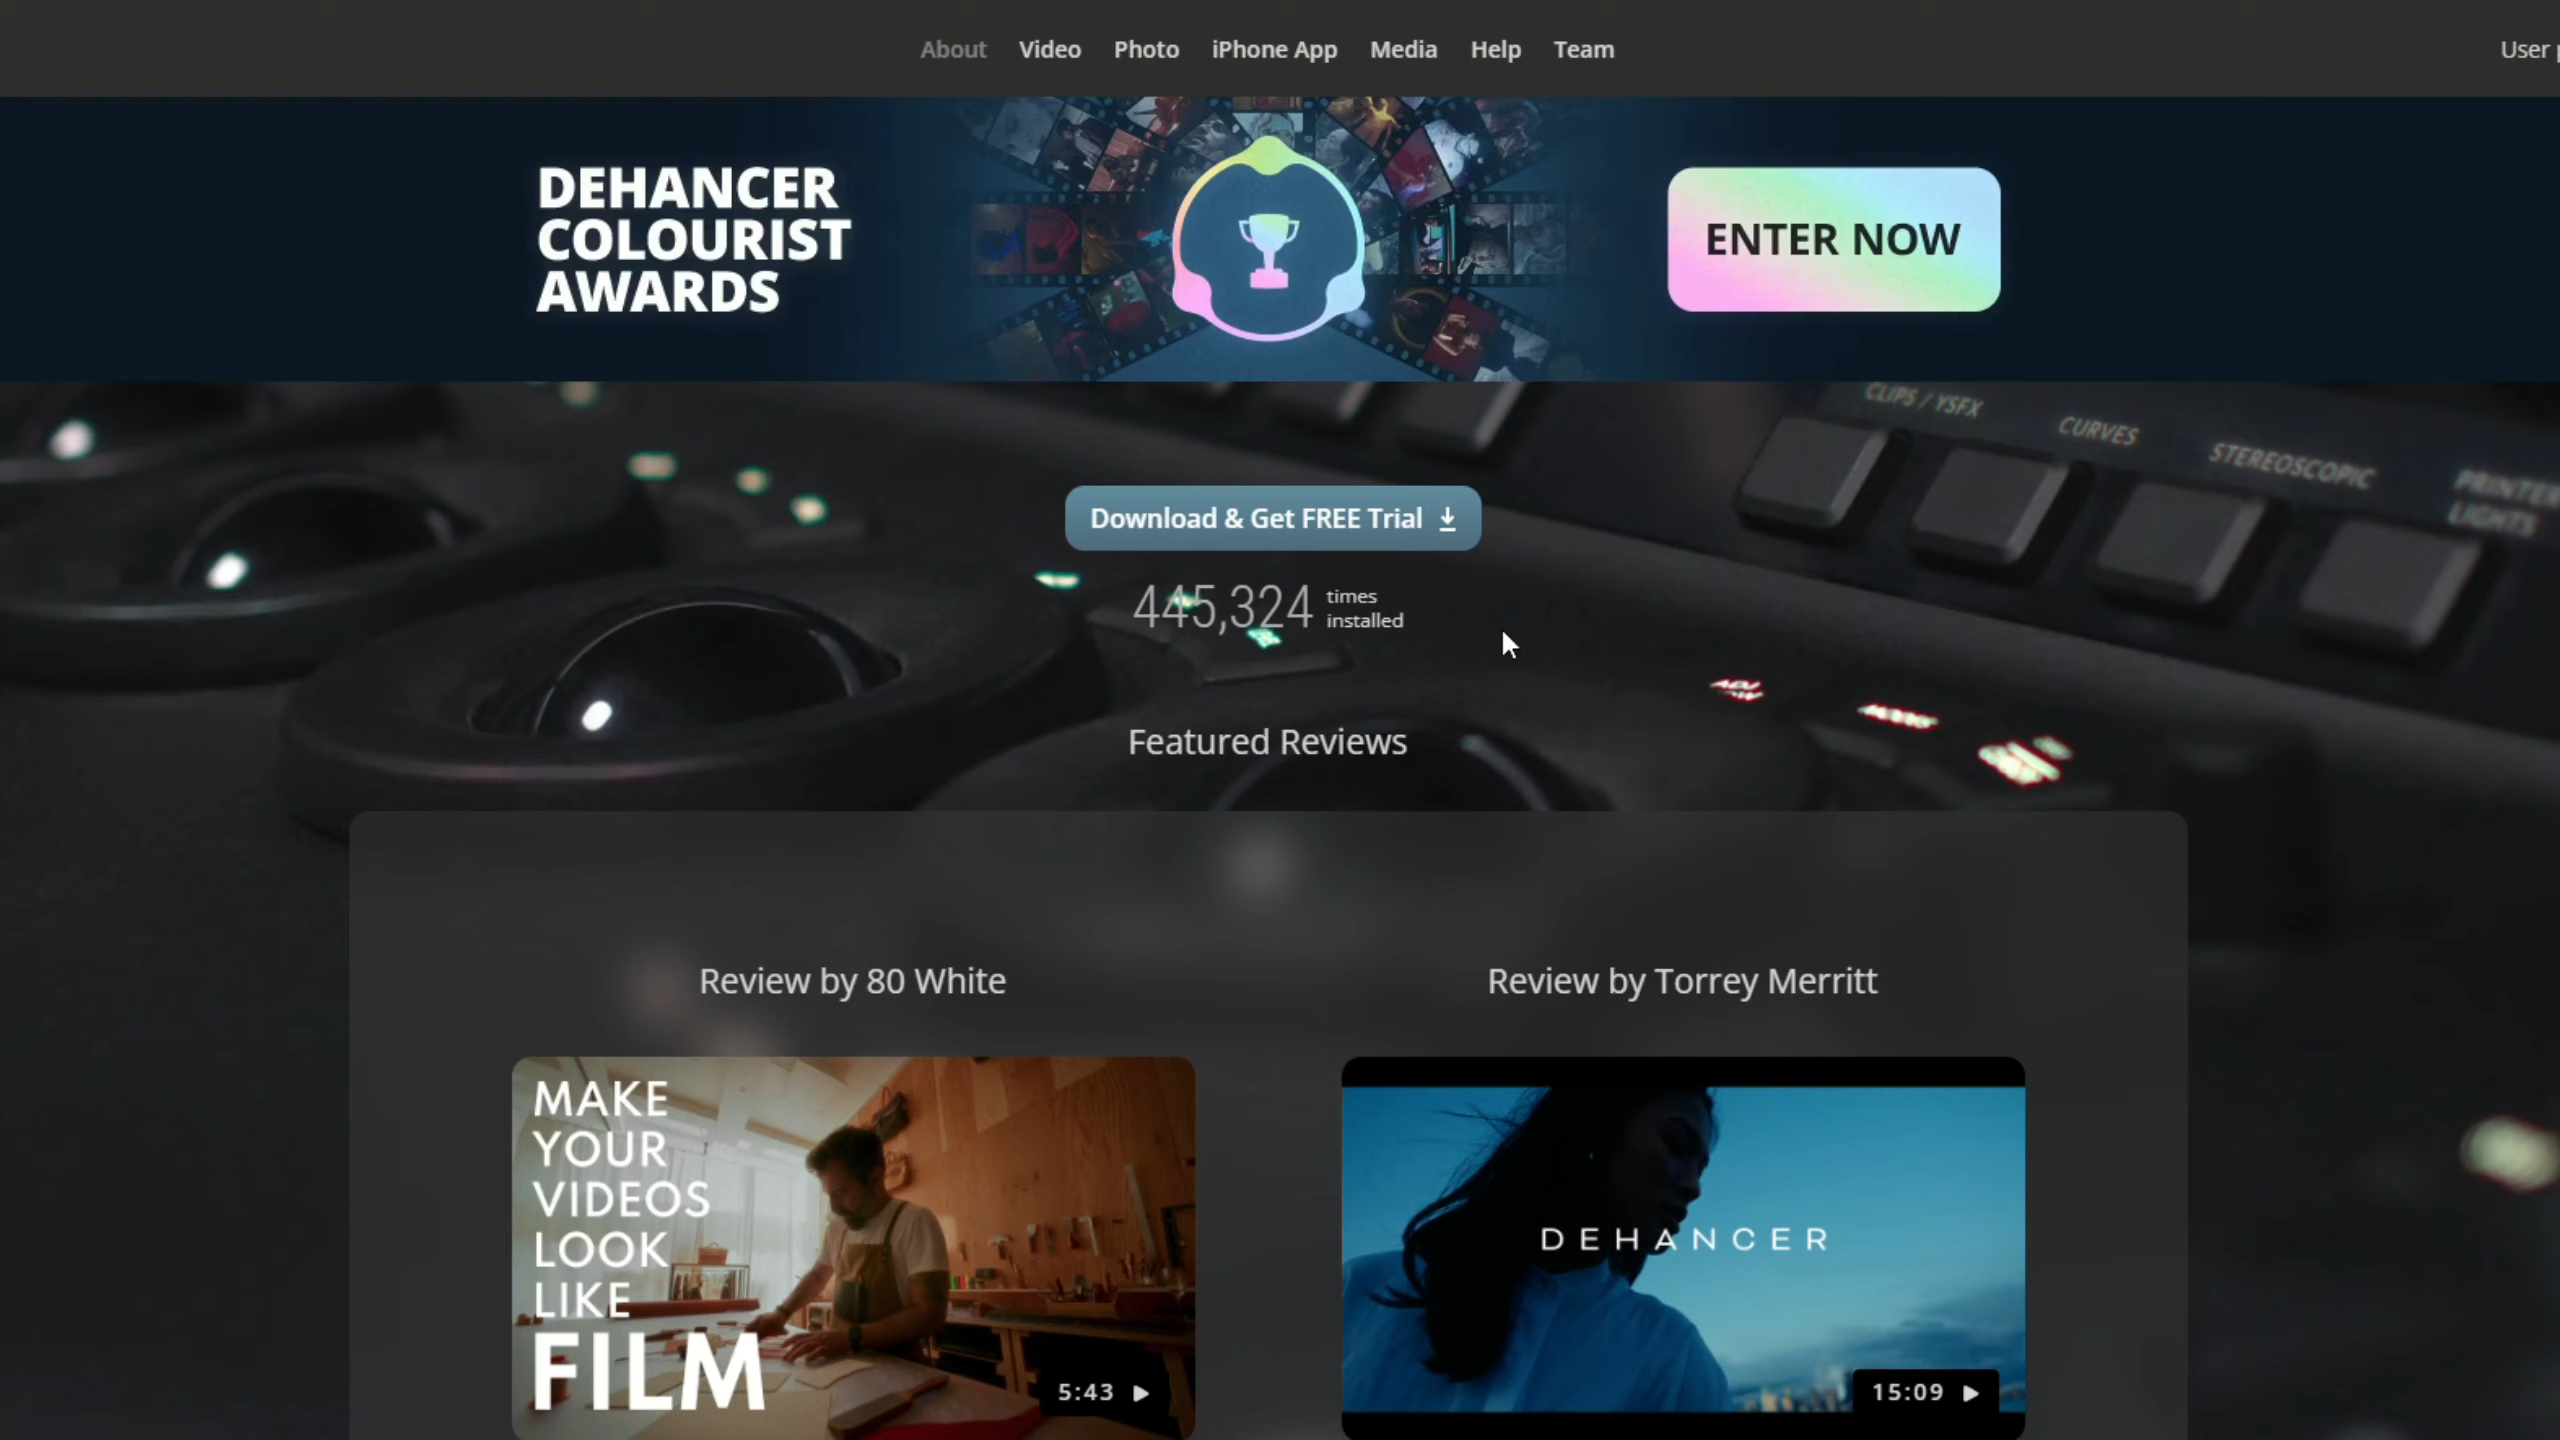 About Video Photo iPhone App Media Help Team
User
DEHANCER
COLOURIST
AWARDS
ENTER NOW
CLIPS / YSFX
CURVES
STEREOSCOPIC
PRINTER
LIGHTS
Download & Get FREE Trial
445,324 times
installed
Featured Reviews
Review by 80 White
Review by Torrey Merritt
MAKE
YOUR
VIDEOS
LOOK
LIKE
FILM
5:43
DEHANCER
15:09